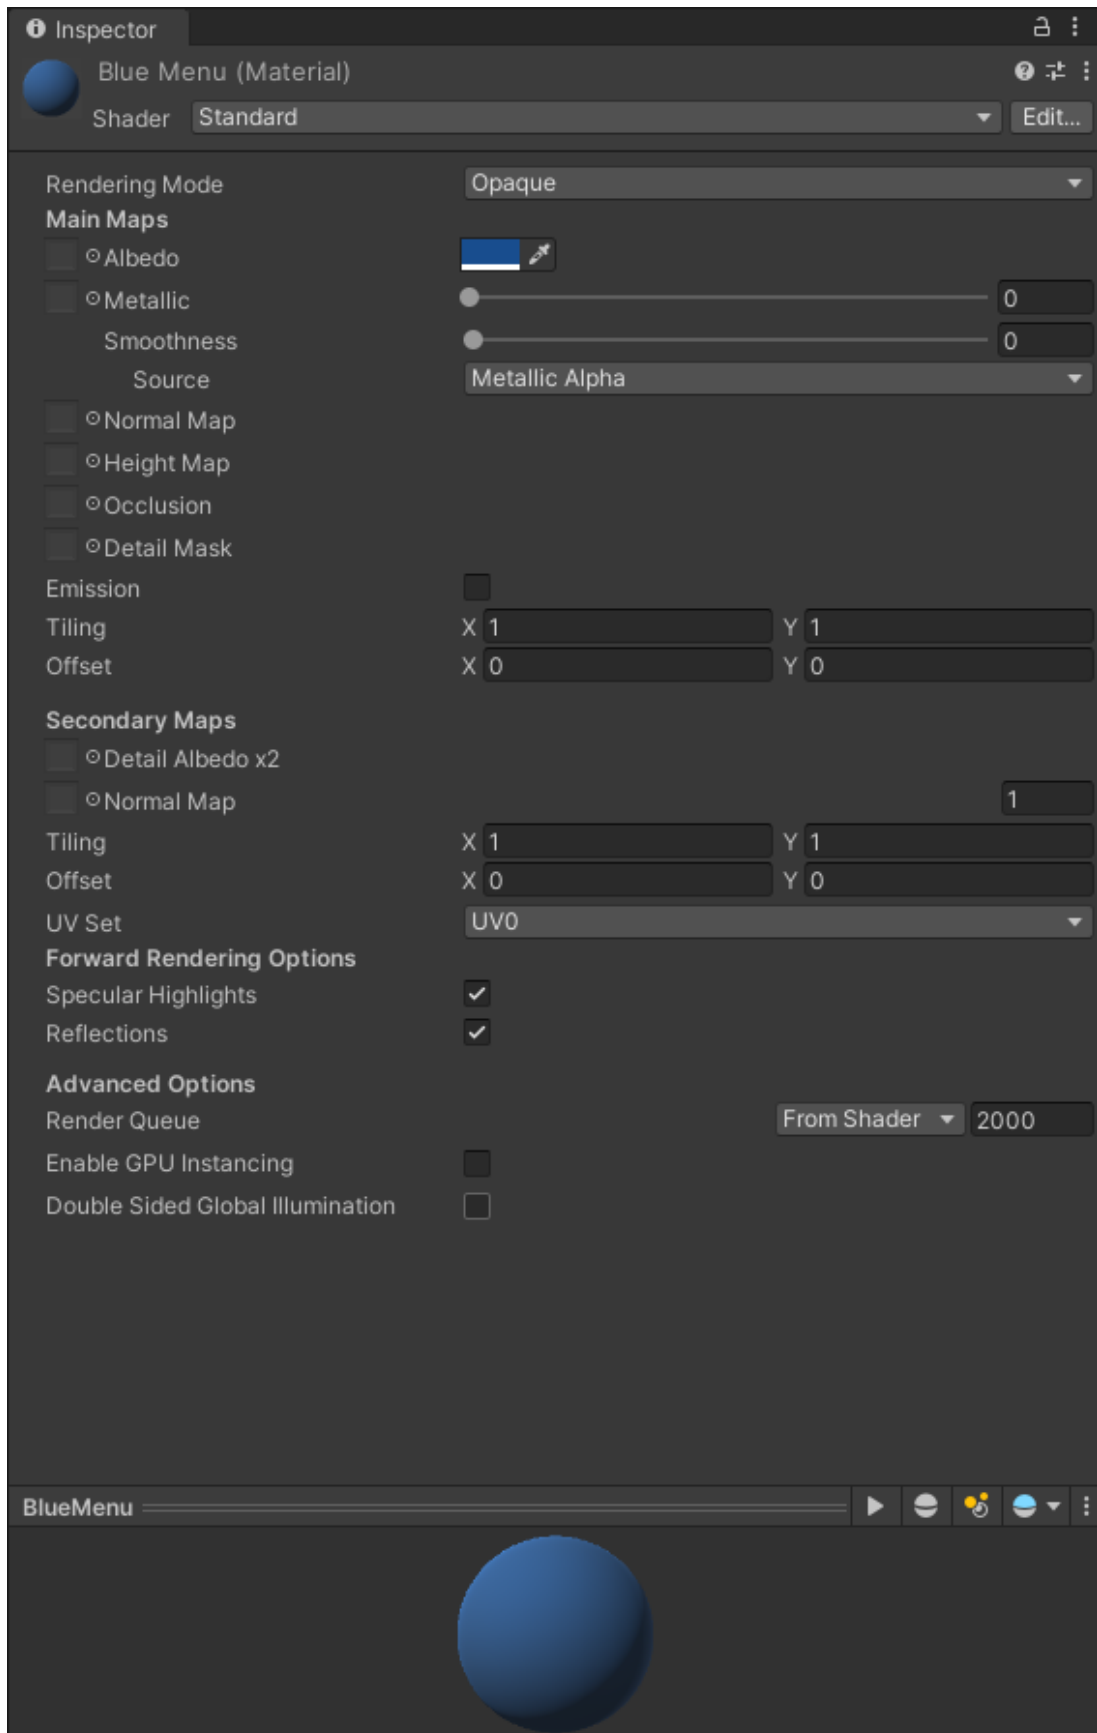 Inspector
Blue Menu (Material)
Shader Standard Edit...
Rendering Mode Opaque
Main Maps
Albedo
Metallic 0
Smoothness 0
Source Metallic Alpha
Normal Map
Height Map
Occlusion
Detail Mask
Emission
Tiling X 1 Y 1
Offset X 0 Y 0
Secondary Maps
Detail Albedo x2
Normal Map 1
Tiling X 1 Y 1
Offset X 0 Y 0
UV Set UV0
Forward Rendering Options
Specular Highlights
Reflections
Advanced Options
Render Queue From Shader 2000
Enable GPU Instancing
Double Sided Global Illumination
BlueMenu